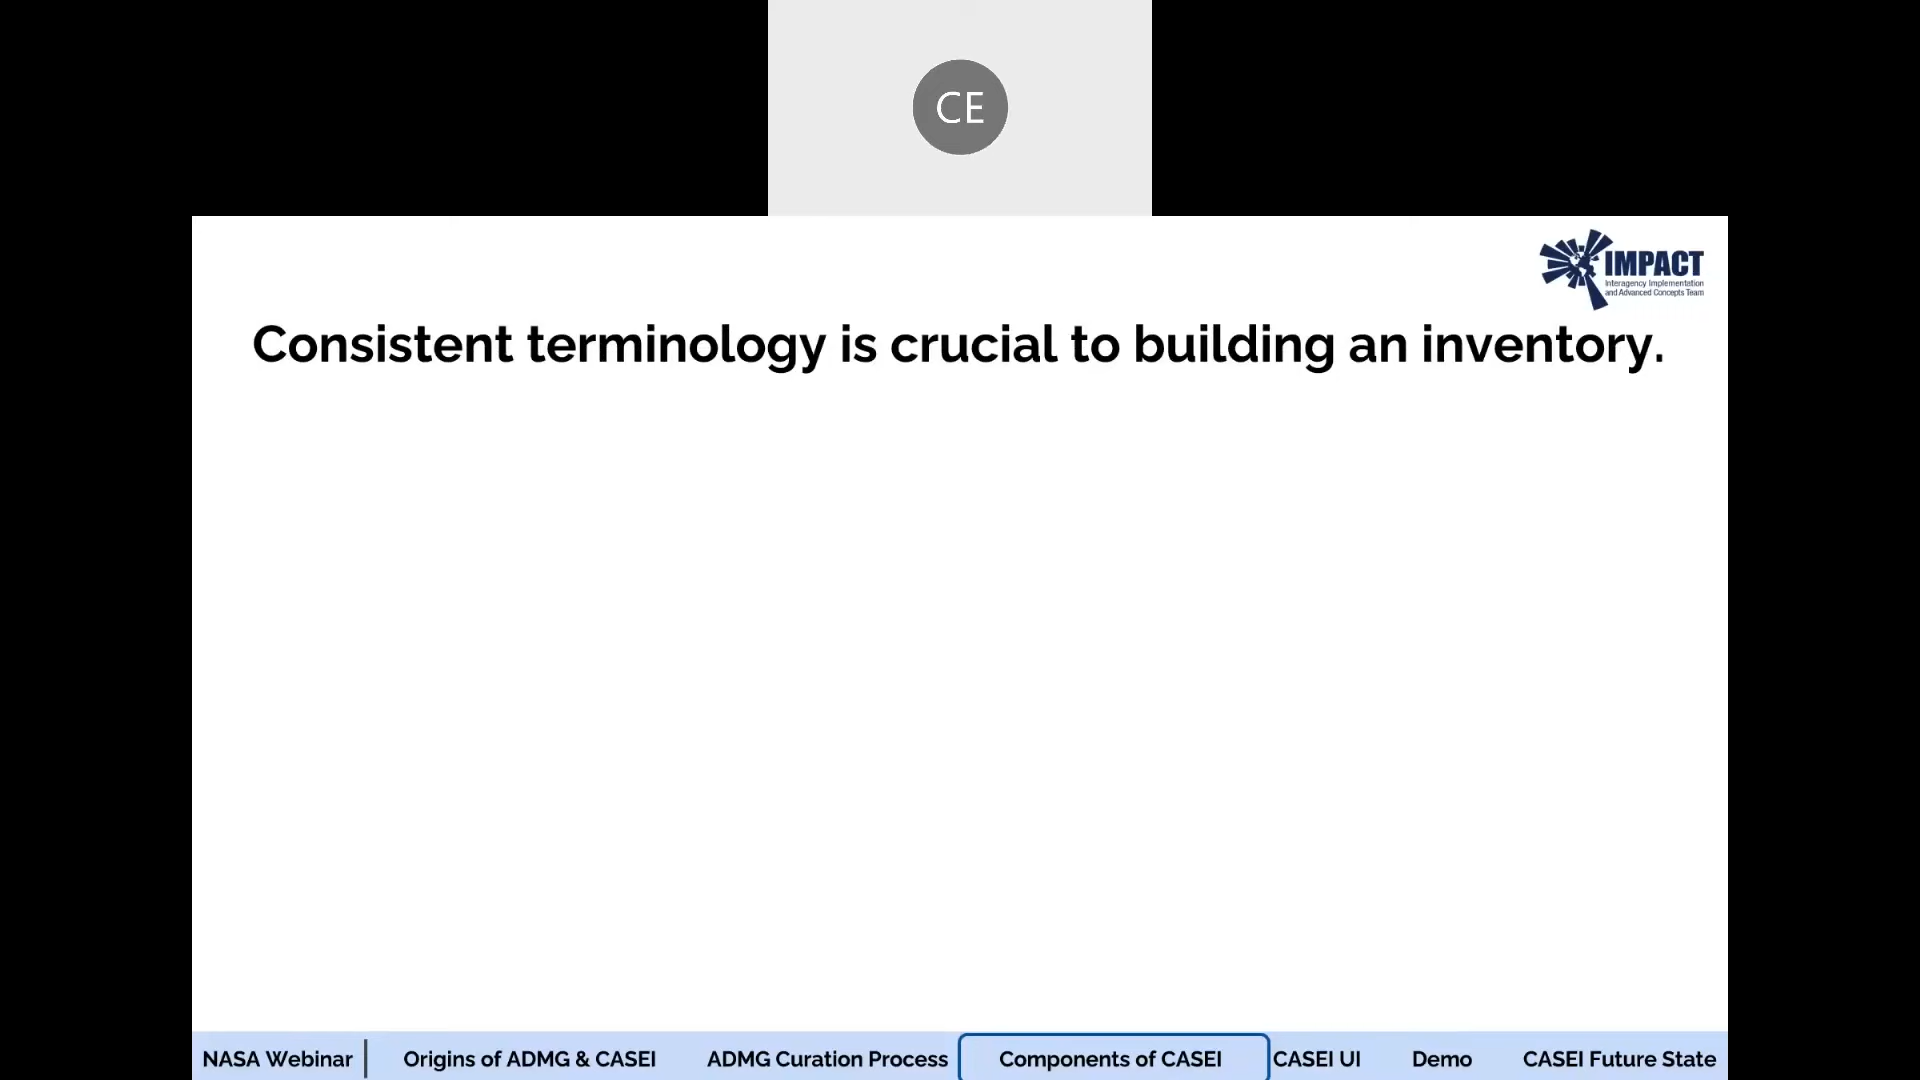 CE
IMPACT
Interagency Implementation
and Advanced Concepts Team
Consistent terminology is crucial to building an inventory.
NASA Webinar Origins of ADMG & CASEI ADMG Curation Process Components of CASEI CASEI UI Demo CASEI Future State